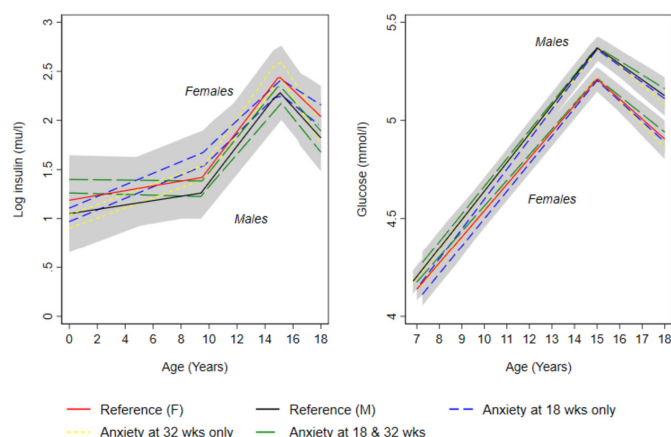 3
2.5
2
1.5
1
.5
0
Log insulin (mu/l)
Females
Males
0 2 4 6 8 10 12 14 16 18
Age (Years)
5.5
5
4.5
4
Glucose (mmol/l)
Males
Females
7 8 9 10 11 12 13 14 15 16 17 18
Age (Years)
Reference (F) Reference (M) Anxiety at 18 wks only
Anxiety at 32 wks only Anxiety at 18 & 32 wks